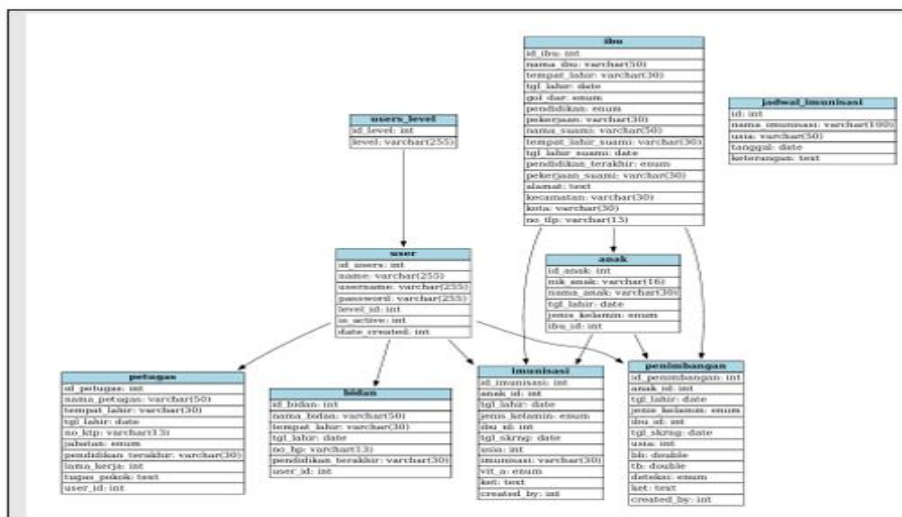 ibu
id_ibu: int
nama_ibu: varchar(50)
tempat_lahir: varchar(30)
tgl_lahir: date
gol_dar: enum
pendidikan: enum
pekerjaan: varchar(30)
nama_suami: varchar(50)
tempat_lahir_suami: varchar(30)
tgl_lahir_suami: date
pendidikan_terakhir: enum
pekerjaan_suami: varchar(30)
alamat: text
kecamatan: varchar(30)
kota: varchar(30)
no_tlp: varchar(13)
jadwal_imunisasi
id: int
nama_imunisasi: varchar(100)
usia: varchar(50)
tanggal: date
keterangan: text
users_level
id_level: int
level: varchar(255)
user
id_users: int
name: varchar(255)
username: varchar(255)
password: varchar(255)
level_id: int
is_active: int
date_created: int
anak
id_anak: int
nik_anak: varchar(16)
nama_anak: varchar(30)
tgl_lahir: date
jenis_kelamin: enum
ibu_id: int
petugas
id_petugas: int
nama_petugas: varchar(50)
tempat_lahir: varchar(30)
tgl_lahir: date
no_ktp: varchar(13)
jabatan: enum
pendidikan_terakhir: varchar(30)
lama_kerja: int
tugas_pokok: text
user_id: int
bidan
id_bidan: int
nama_bidan: varchar(50)
tempat_lahir: varchar(30)
tgl_lahir: date
no_hp: varchar(13)
pendidikan_terakhir: varchar(30)
user_id: int
imunisasi
id_imunisasi: int
anak_id: int
tgl_lahir: date
jenis_kelamin: enum
ibu_id: int
tgl_skrng: date
usia: int
imunisasi: varchar(30)
vit_a: enum
ket: text
created_by: int
penimbangan
id_penimbangan: int
anak_id: int
tgl_lahir: date
jenis_kelamin: enum
ibu_id: int
tgl_skrng: date
usia: int
bb: double
tb: double
deteksi: enum
ket: text
created_by: int